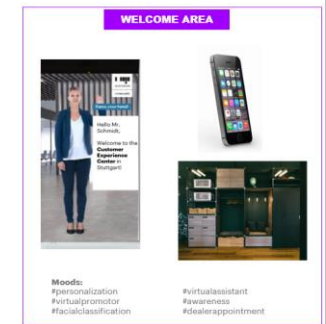 WELCOME AREA
Hello Mr.
Schmidt,
Welcome to the
Customer
Experience
Center in
Stuttgart!
Moods:
#personalization
#virtualpromotor
#facialclassification
#virtualassistant
#awareness
#dealerappointment